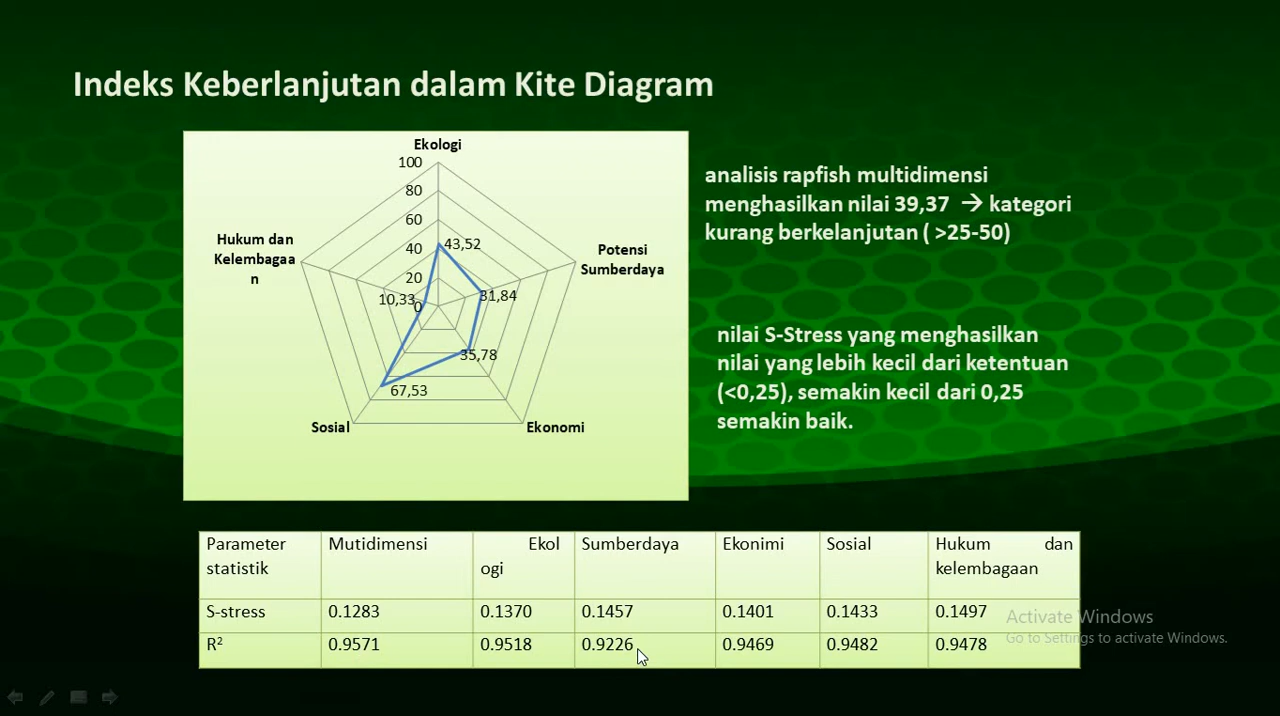 Indeks Keberlanjutan dalam Kite Diagram
Ekologi
100
80
60
40
20
0
43,52
Potensi
Sumberdaya
31,84
35,78
Ekonomi
67,53
Sosial
10,33
Hukum dan
Kelembagaa
n
analisis rapfish multidimensi
menghasilkan nilai 39,37 → kategori
kurang berkelanjutan ( >25-50)
nilai S-Stress yang menghasilkan
nilai yang lebih kecil dari ketentuan
(<0,25), semakin kecil dari 0,25
semakin baik.
Parameter statistik Mutidimensi Ekol ogi Sumberdaya Ekonimi Sosial Hukum dan kelembagaan
S-stress 0.1283 0.1370 0.1457 0.1401 0.1433 0.1497
R² 0.9571 0.9518 0.9226 0.9469 0.9482 0.9478
Activate Windows
Go to Settings to activate Windows.